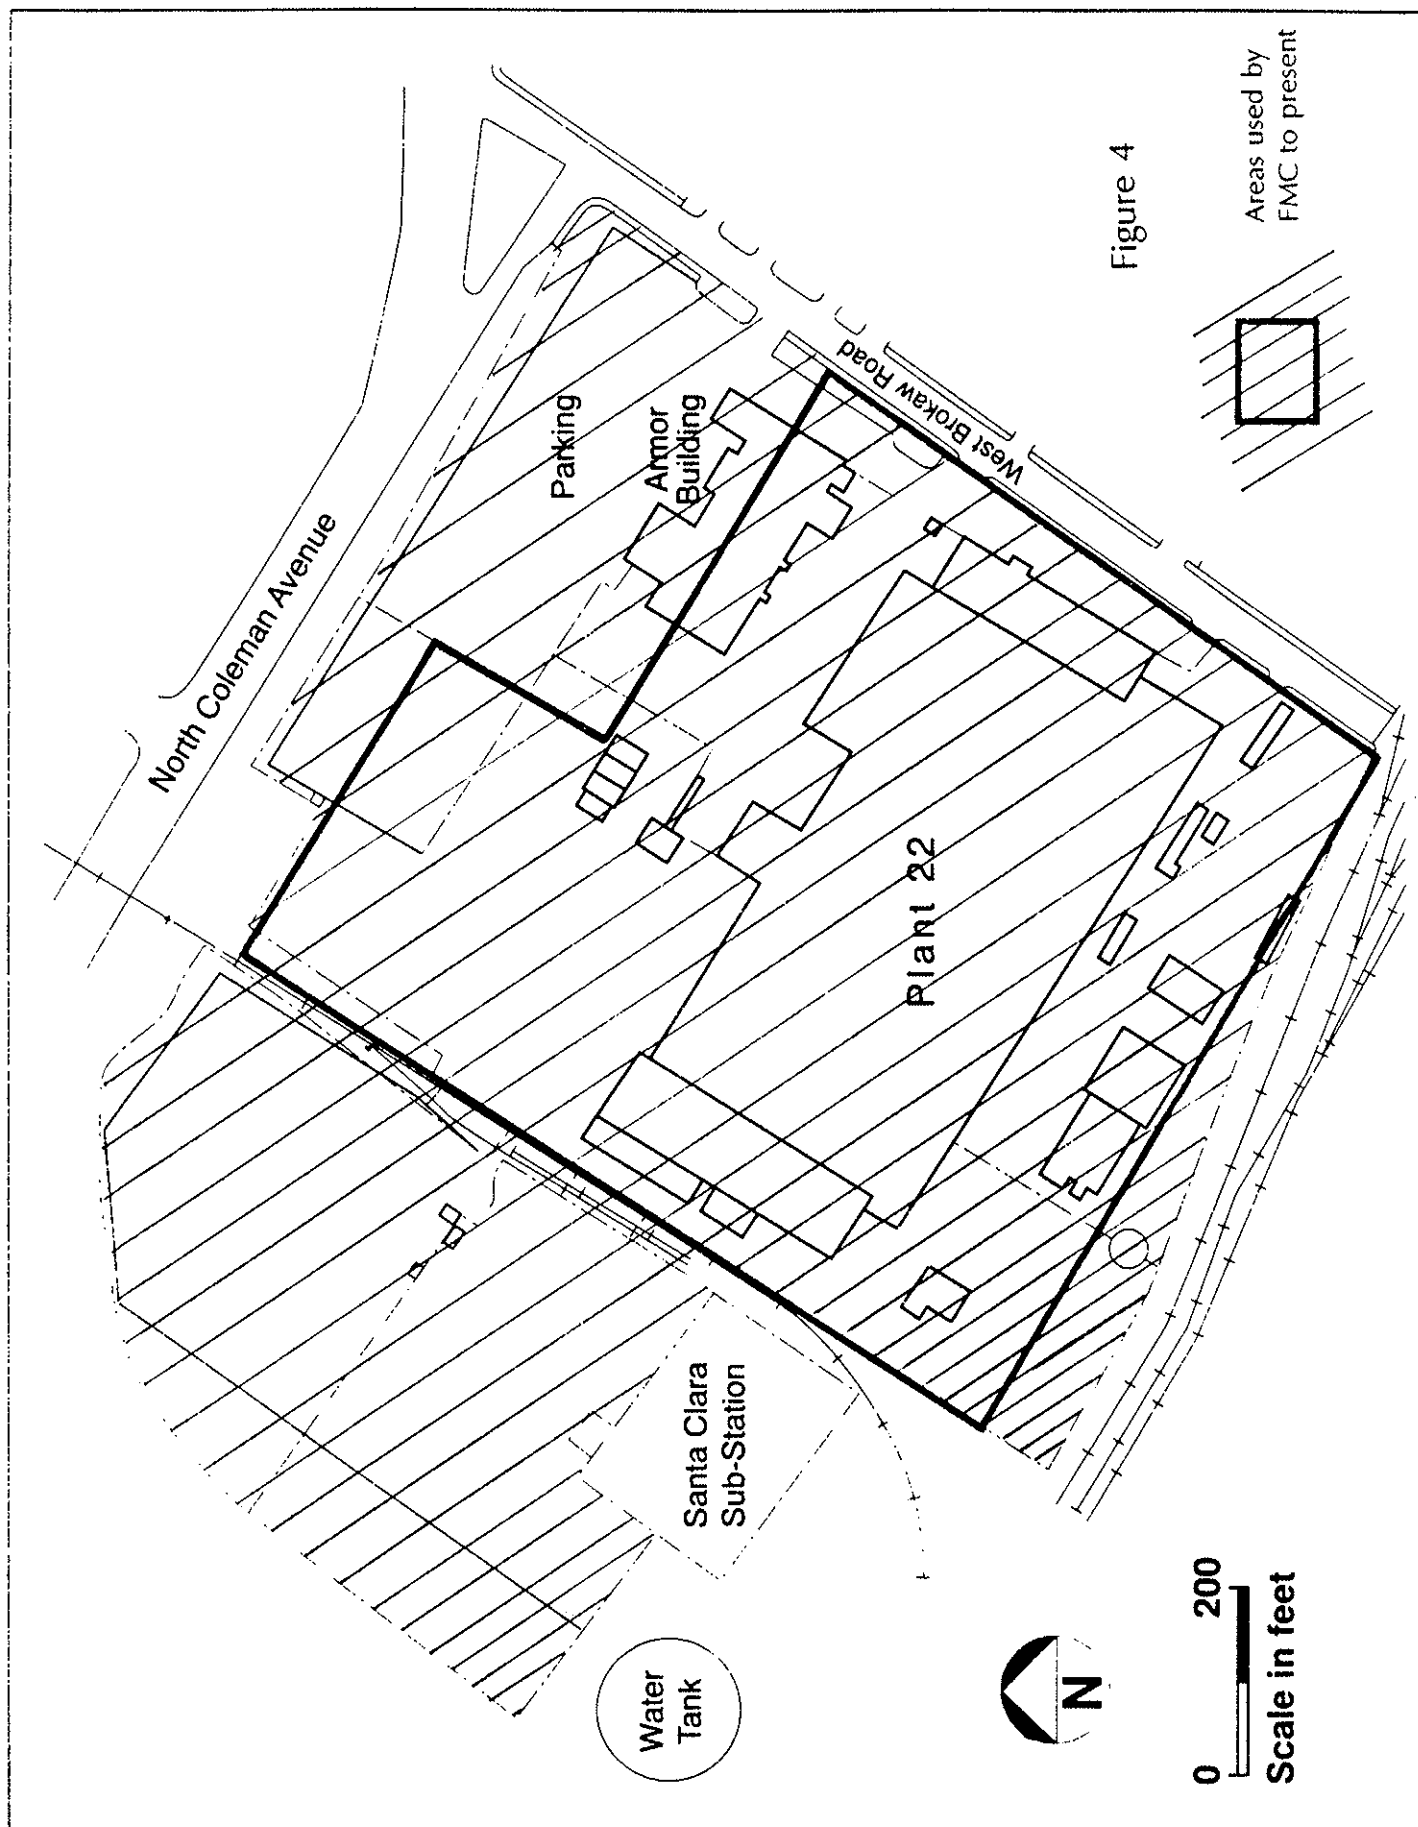 North Coleman Avenue
Parking
Armor
Building
West Brokaw Road
Plant 22
Santa Clara
Sub-Station
Water
Tank
N
0 200
Scale in feet
Figure 4
Areas used by
FMC to present